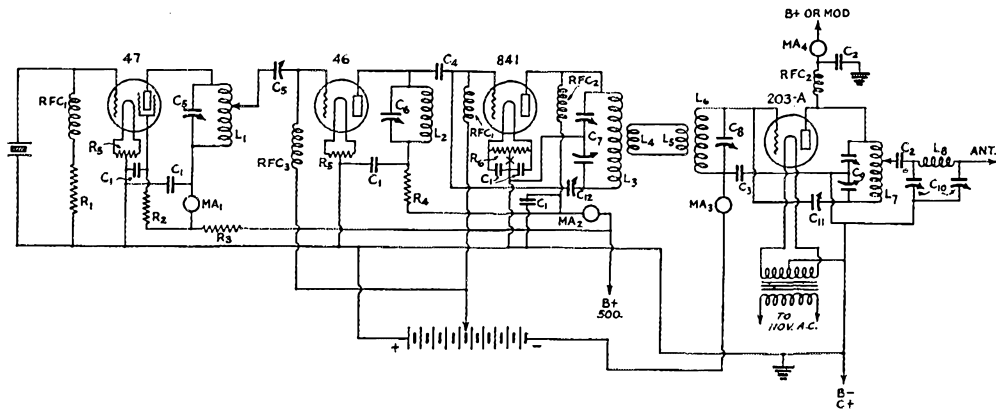 B+ OR MOD
MA4
C2
RFC2
47
46
C4
841
203-A
RFC1
C5
L1
C5
RFC3
C6
L2
RFC1
RFC2
C7
L3
L4
L5
L6
C8
C3
MA3
C9
L7
C2
L8
ANT.
C10
C11
R5
C1
C1
R1
R2
MA1
R3
R5
C1
R4
R6
C1
C12
C1
MA2
B+
500.
TO
110V. A.C.
+
-
B-
C+